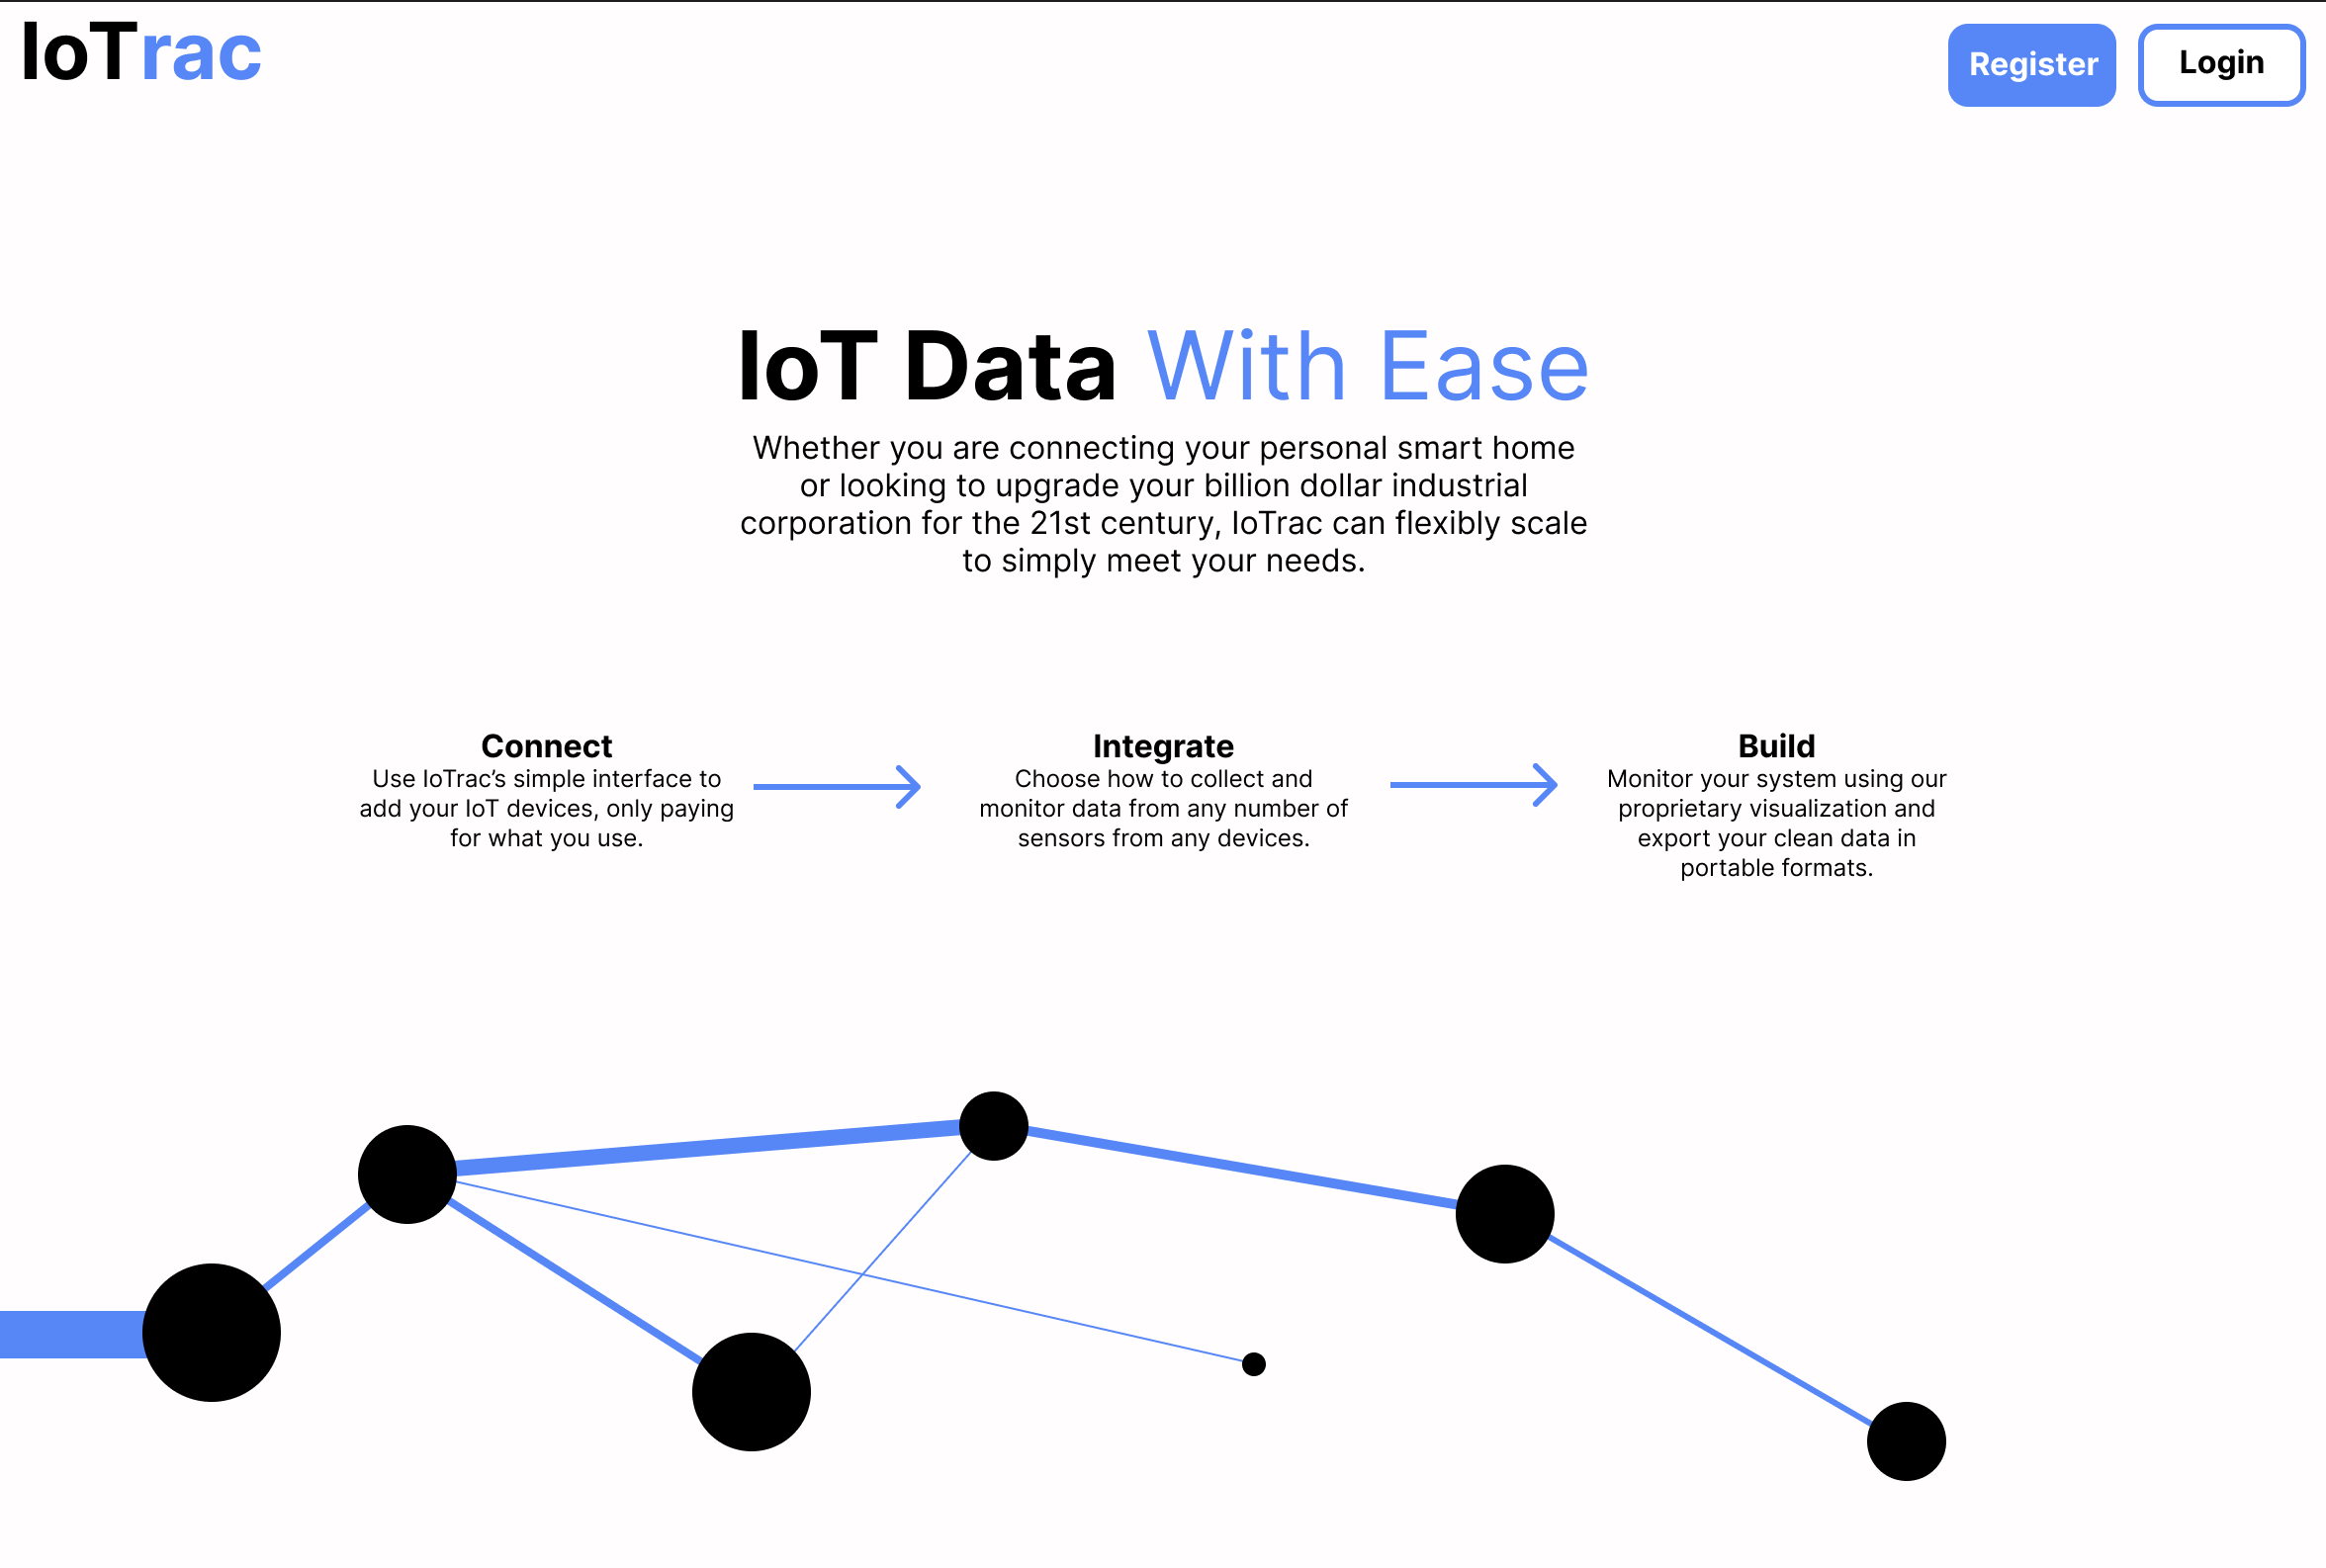 IoTrac
Register
Login
IoT Data With Ease
Whether you are connecting your personal smart home
or looking to upgrade your billion dollar industrial
corporation for the 21st century, IoTrac can flexibly scale
to simply meet your needs.
Connect
Use IoTrac’s simple interface to
add your IoT devices, only paying
for what you use.
Integrate
Choose how to collect and
monitor data from any number of
sensors from any devices.
Build
Monitor your system using our
proprietary visualization and
export your clean data in
portable formats.